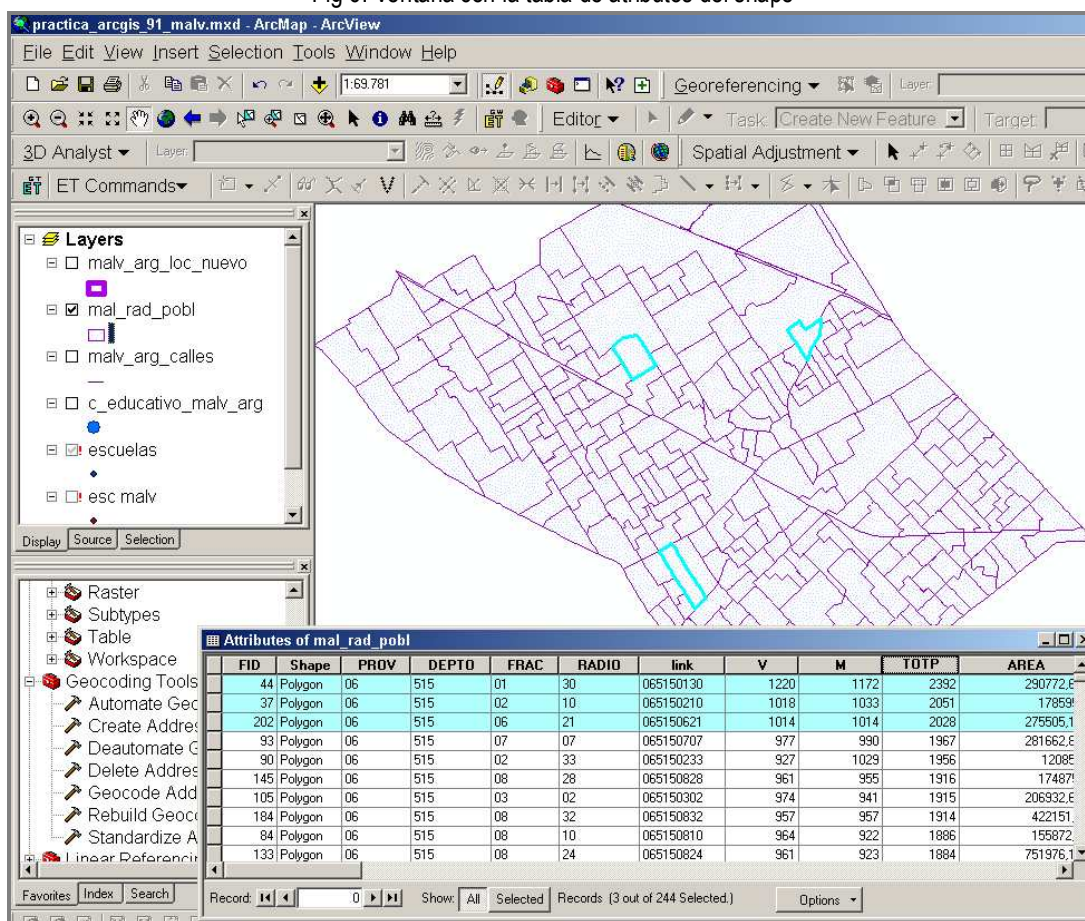 Fig 3. Ventana con la tabla de atributos del shape
practica_arcgis_91_malv.mxd - ArcMap - ArcView
File Edit View Insert Selection Tools Window Help
1:69.781 Georeferencing Layer:
Editor Task: Create New Feature Target:
3D Analyst Layer: Spatial Adjustment
ET ET Commands
Layers
malv_arg_loc_nuevo
mal_rad_pobl
malv_arg_calles
c_educativo_malv_arg
escuelas
esc malv
Display Source Selection
Raster
Subtypes
Table
Workspace
Geocoding Tools
Automate Geo
Create Addres
Deautomate G
Delete Addres
Geocode Add
Rebuild Geoc
Standardize A
Linear Referencin
Favorites Index Search
Attributes of mal_rad_pobl
FID Shape PROV DEPTO FRAC RADIO link V M TOTP AREA
44 Polygon 06 515 01 30 065150130 1220 1172 2392 290772,6
37 Polygon 06 515 02 10 065150210 1018 1033 2051
202 Polygon 06 515 06 21 065150621 1014 1014 2028 275505,1
93 Polygon 06 515 07 07 065150707 977 990 1967 281662,8
90 Polygon 06 515 02 33 065150233 927 1029 1956
145 Polygon 06 515 08 28 065150828 961 955 1916
105 Polygon 06 515 03 02 065150302 974 941 1915 206932,6
184 Polygon 06 515 08 32 065150832 957 957 1914 422151,
84 Polygon 06 515 08 10 065150810 964 922 1886 155872,
133 Polygon 06 515 08 24 065150824 961 923 1884 751976,1
Record: 0 Show: All Selected Records (3 out of 244 Selected.) Options